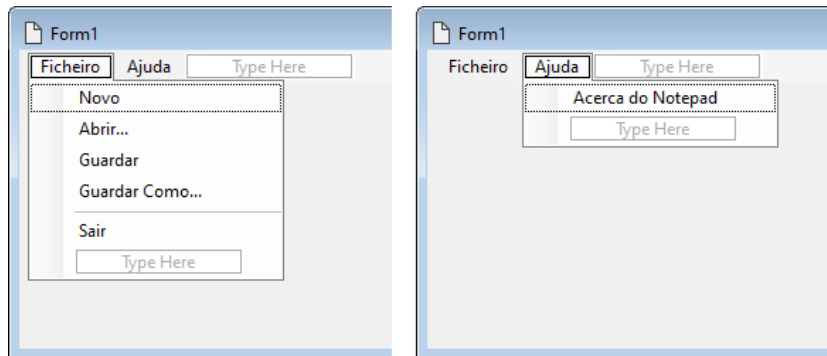 Form1
Ficheiro Ajuda Type Here
Novo
Abrir...
Guardar
Guardar Como...
Sair
Type Here
Form1
Ficheiro Ajuda Type Here
Acerca do Notepad
Type Here